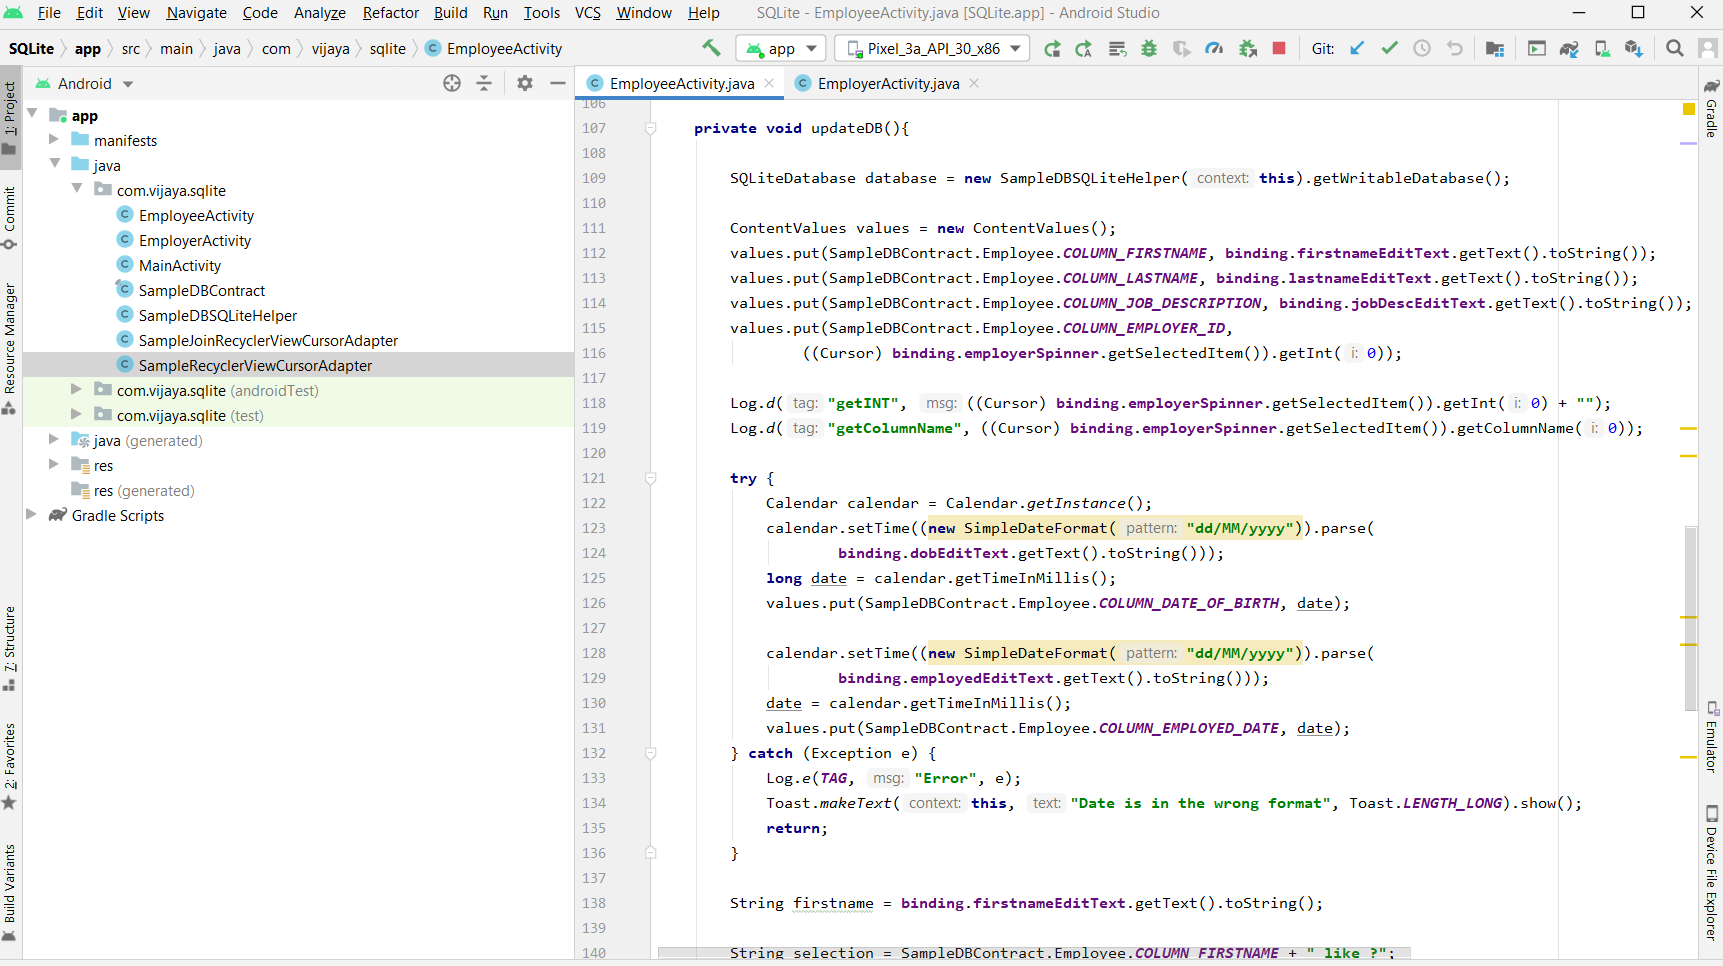 File Edit View Navigate Code Analyze Refactor Build Run Tools VCS Window Help SQLite - EmployeeActivity.java [SQLite.app] - Android Studio
SQLite app src main java com vijaya sqlite C EmployeeActivity app Pixel_3a_API_30_x86 Git:
Android
EmployeeActivity.java
EmployerActivity.java
1: Project
Commit
Resource Manager
7: Structure
2: Favorites
Build Variants
app
manifests
java
com.vijaya.sqlite
C EmployeeActivity
C EmployerActivity
C MainActivity
C SampleDBContract
C SampleDBSQLiteHelper
C SampleJoinRecyclerViewCursorAdapter
C SampleRecyclerViewCursorAdapter
com.vijaya.sqlite (androidTest)
com.vijaya.sqlite (test)
java (generated)
res
res (generated)
Gradle Scripts
106
107 private void updateDB(){
108
109 SQLiteDatabase database = new SampleDBSQLiteHelper( context: this).getWritableDatabase();
110
111 ContentValues values = new ContentValues();
112 values.put(SampleDBContract.Employee.COLUMN_FIRSTNAME, binding.firstnameEditText.getText().toString());
113 values.put(SampleDBContract.Employee.COLUMN_LASTNAME, binding.lastnameEditText.getText().toString());
114 values.put(SampleDBContract.Employee.COLUMN_JOB_DESCRIPTION, binding.jobDescEditText.getText().toString());
115 values.put(SampleDBContract.Employee.COLUMN_EMPLOYER_ID,
116 ((Cursor) binding.employerSpinner.getSelectedItem()).getInt( i: 0));
117
118 Log.d( tag: "getINT", msg: ((Cursor) binding.employerSpinner.getSelectedItem()).getInt( i: 0) + "");
119 Log.d( tag: "getColumnName", ((Cursor) binding.employerSpinner.getSelectedItem()).getColumnName( i: 0));
120
121 try {
122 Calendar calendar = Calendar.getInstance();
123 calendar.setTime((new SimpleDateFormat( pattern: "dd/MM/yyyy")).parse(
124 binding.dobEditText.getText().toString()));
125 long date = calendar.getTimeInMillis();
126 values.put(SampleDBContract.Employee.COLUMN_DATE_OF_BIRTH, date);
127
128 calendar.setTime((new SimpleDateFormat( pattern: "dd/MM/yyyy")).parse(
129 binding.employedEditText.getText().toString()));
130 date = calendar.getTimeInMillis();
131 values.put(SampleDBContract.Employee.COLUMN_EMPLOYED_DATE, date);
132 } catch (Exception e) {
133 Log.e(TAG, msg: "Error", e);
134 Toast.makeText( context: this, text: "Date is in the wrong format", Toast.LENGTH_LONG).show();
135 return;
136 }
137
138 String firstname = binding.firstnameEditText.getText().toString();
139
140 String selection = SampleDBContract.Employee.COLUMN_FIRSTNAME + " like ?";
Gradle
Emulator
Device File Explorer